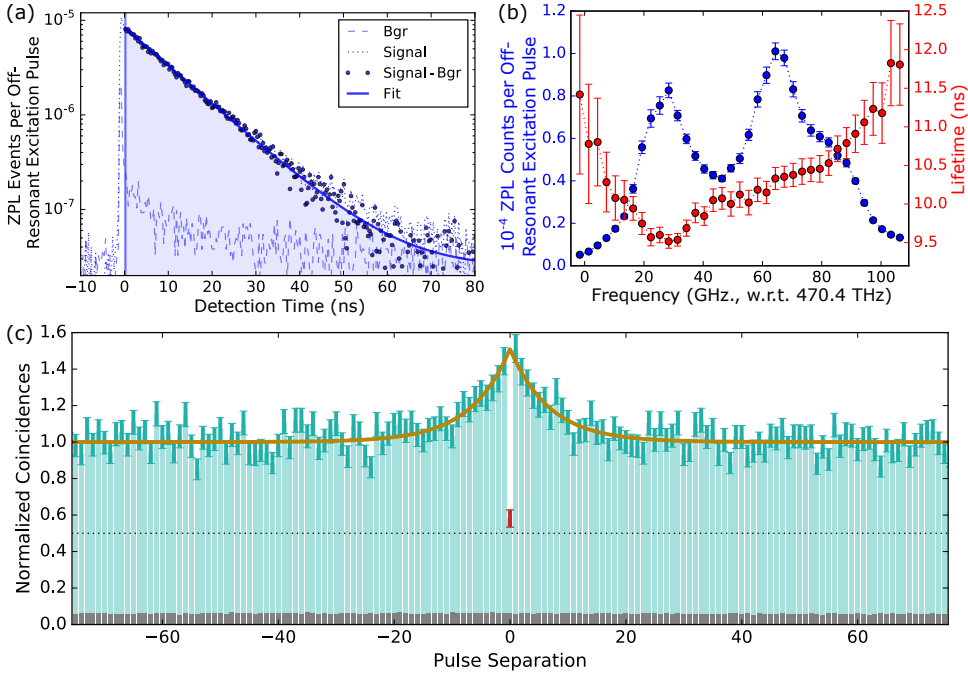 (a)
10⁻⁵
10⁻⁶
10⁻⁷
ZPL Events per Off-
Resonant Excitation Pulse
Bgr
Signal
Signal-Bgr
Fit
−10 0 10 20 30 40 50 60 70 80
Detection Time (ns)
(b)
1.2
1.0
0.8
0.6
0.4
0.2
0.0
10⁻⁴ ZPL Counts per Off-
Resonant Excitation Pulse
12.5
12.0
11.5
11.0
10.5
10.0
9.5
Lifetime (ns)
0 20 40 60 80 100
Frequency (GHz., w.r.t. 470.4 THz)
(c)
1.6
1.4
1.2
1.0
0.8
0.6
0.4
0.2
0.0
Normalized Coincidences
−60 −40 −20 0 20 40 60
Pulse Separation